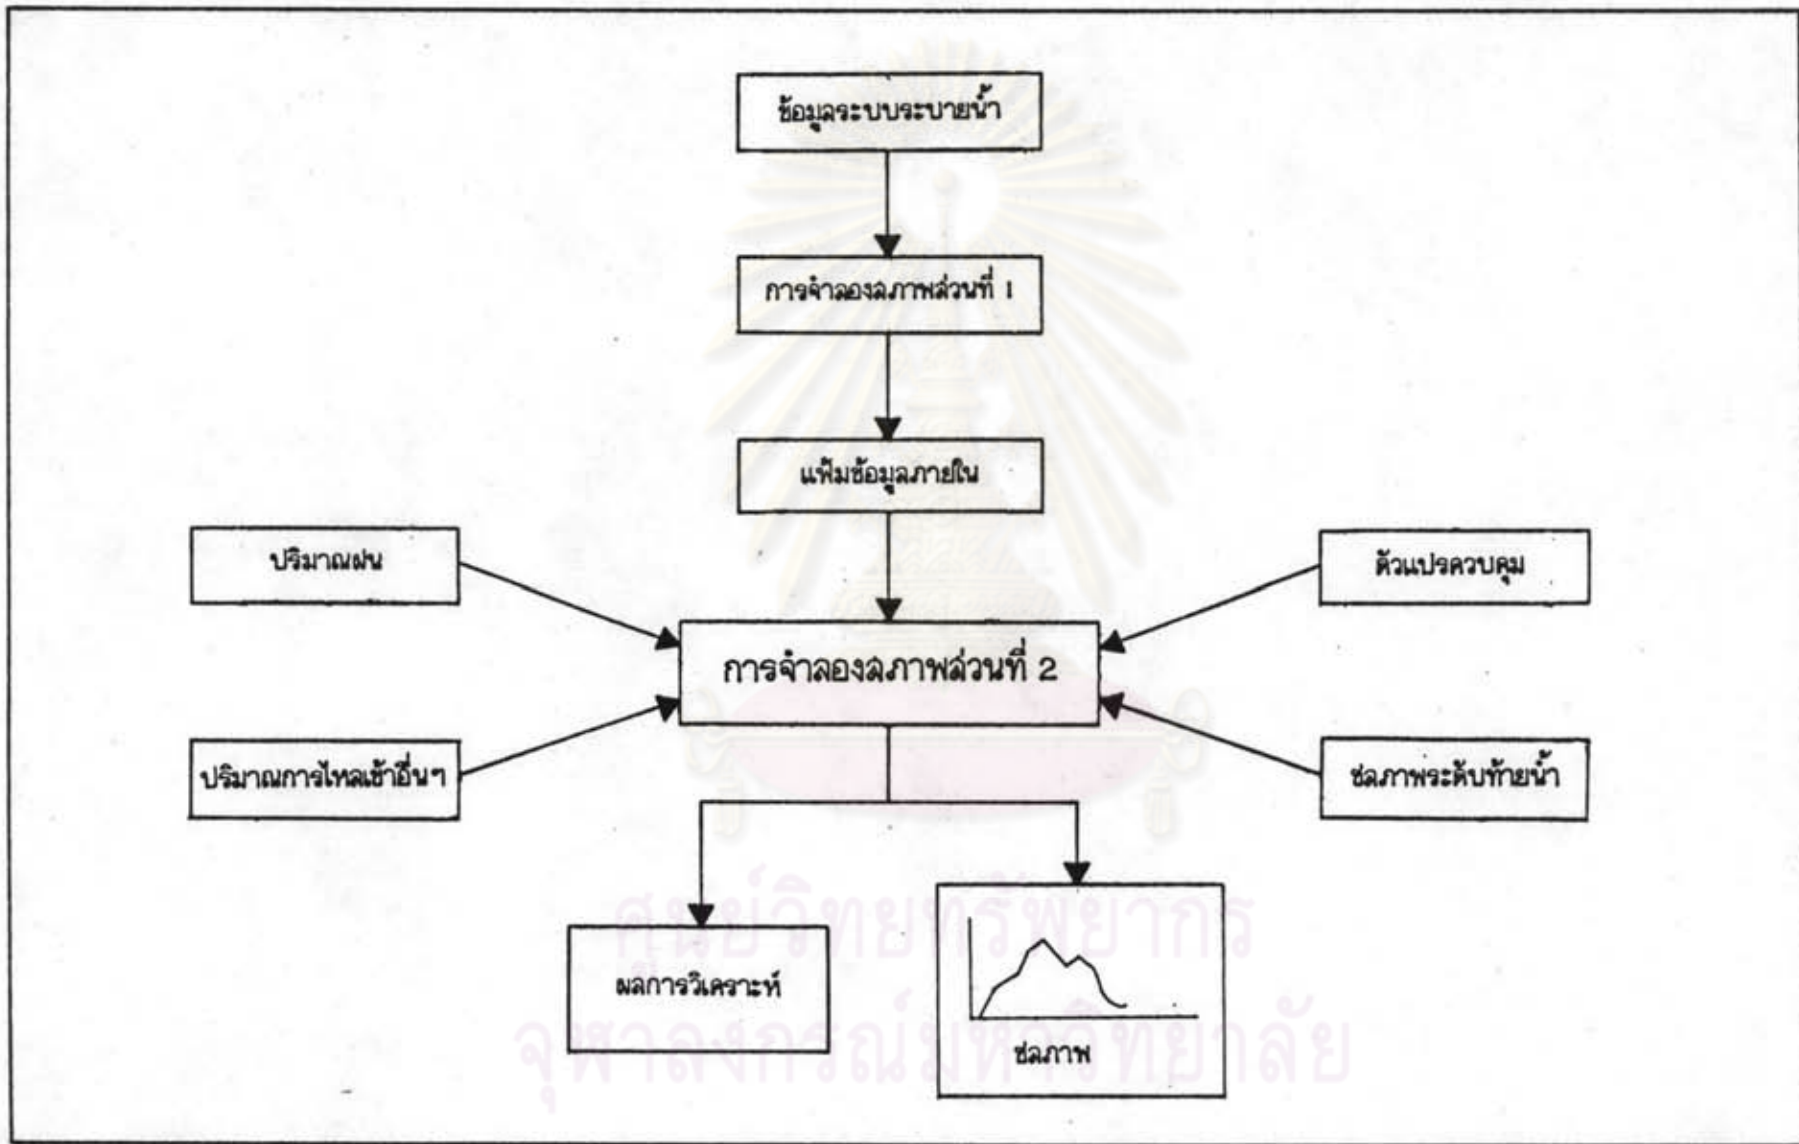 ข้อมูลระบบระบายน้ำ
การจำลองสภาพส่วนที่ 1
แฟ้มข้อมูลภายใน
ปริมาณฝน
ตัวแปรควบคุม
การจำลองสภาพส่วนที่ 2
ปริมาณการไหลเข้าอื่นๆ
ชลภาพระดับท้ายน้ำ
ผลการวิเคราะห์
ชลภาพ
ศูนย์วิทยทรัพยากร
จุฬาลงกรณ์มหาวิทยาลัย